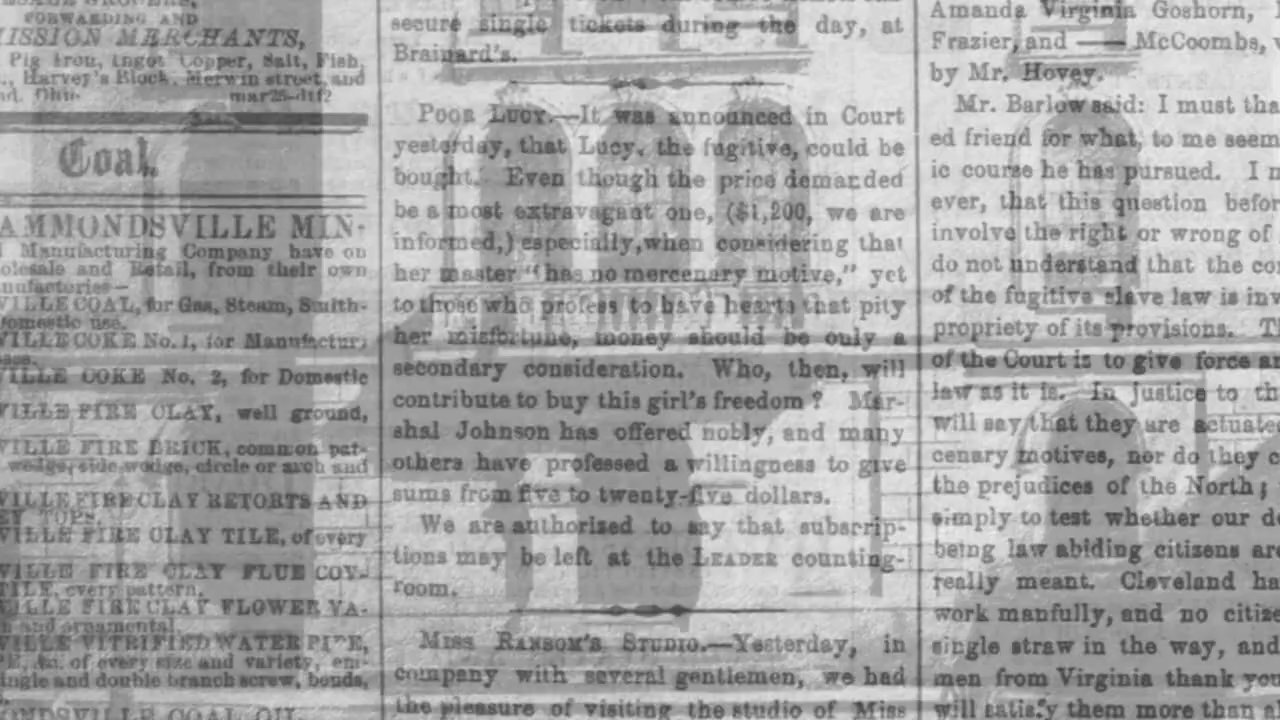 FORWARDING AND
MISSION MERCHANTS,
Pig Iron, Ingot Copper, Salt, Fish,
Harvey's Block, Merwin street, and
Ohio mar25-d1f2
Coal.
AMMONDSVILLE MIN-
Manufacturing Company have on
olesale and Retail, from their own
nufactories—
VILLE COAL, for Gas, Steam, Smith-
domestic use.
VILLE COKE No. 1, for Manufactur-
VILLE COKE No. 2, for Domestic
VILLE FIRE CLAY, well ground,
VILLE FIRE BRICK, common pat-
wedge, side wedge, circle or arch and
VILLE FIRE CLAY RETORTS AND
TOPS.
VILLE FIRE CLAY TILE, of every
VILLE FIRE CLAY FLUE COV-
TILE, every pattern.
VILLE FIRE CLAY FLOWER VA-
and ornamental.
VILLE VITRIFIED WATER PIPE,
&c. of every size and variety, em-
single and double branch screw, bends,
ONDSVILLE COAL OIL.
secure single tickets during the day, at
Brainard's.
POOR LUCY.—It was announced in Court
yesterday, that Lucy, the fugitive, could be
bought. Even though the price demanded
be a most extravagant one, ($1,200, we are
informed,) especially, when considering that
her master "has no mercenary motive," yet
to those who profess to have hearts that pity
her misfortune, money should be only a
secondary consideration. Who, then, will
contribute to buy this girl's freedom? Mar-
shal Johnson has offered nobly, and many
others have professed a willingness to give
sums from five to twenty-five dollars.
We are authorized to say that subscrip-
tions may be left at the LEADER counting-
room.
MISS RANSOM'S STUDIO.—Yesterday, in
company with several gentlemen, we had
the pleasure of visiting the studio of Miss
Amanda Virginia Goshorn,
Frazier, and —— McCoombs,
by Mr. Hovey.
Mr. Barlow said: I must tha
ed friend for what, to me seem
ic course he has pursued. I
ever, that this question befor
involve the right or wrong of
do not understand that the co
of the fugitive slave law is inv
propriety of its provisions. T
of the Court is to give force an
law as it is. In justice to th
will say that they are actuate
cenary motives, nor do they c
the prejudices of the North;
simply to test whether our d
being law abiding citizens are
really meant. Cleveland ha
work manfully, and no citize
single straw in the way, and
men from Virginia thank you
will satisfy them more than a